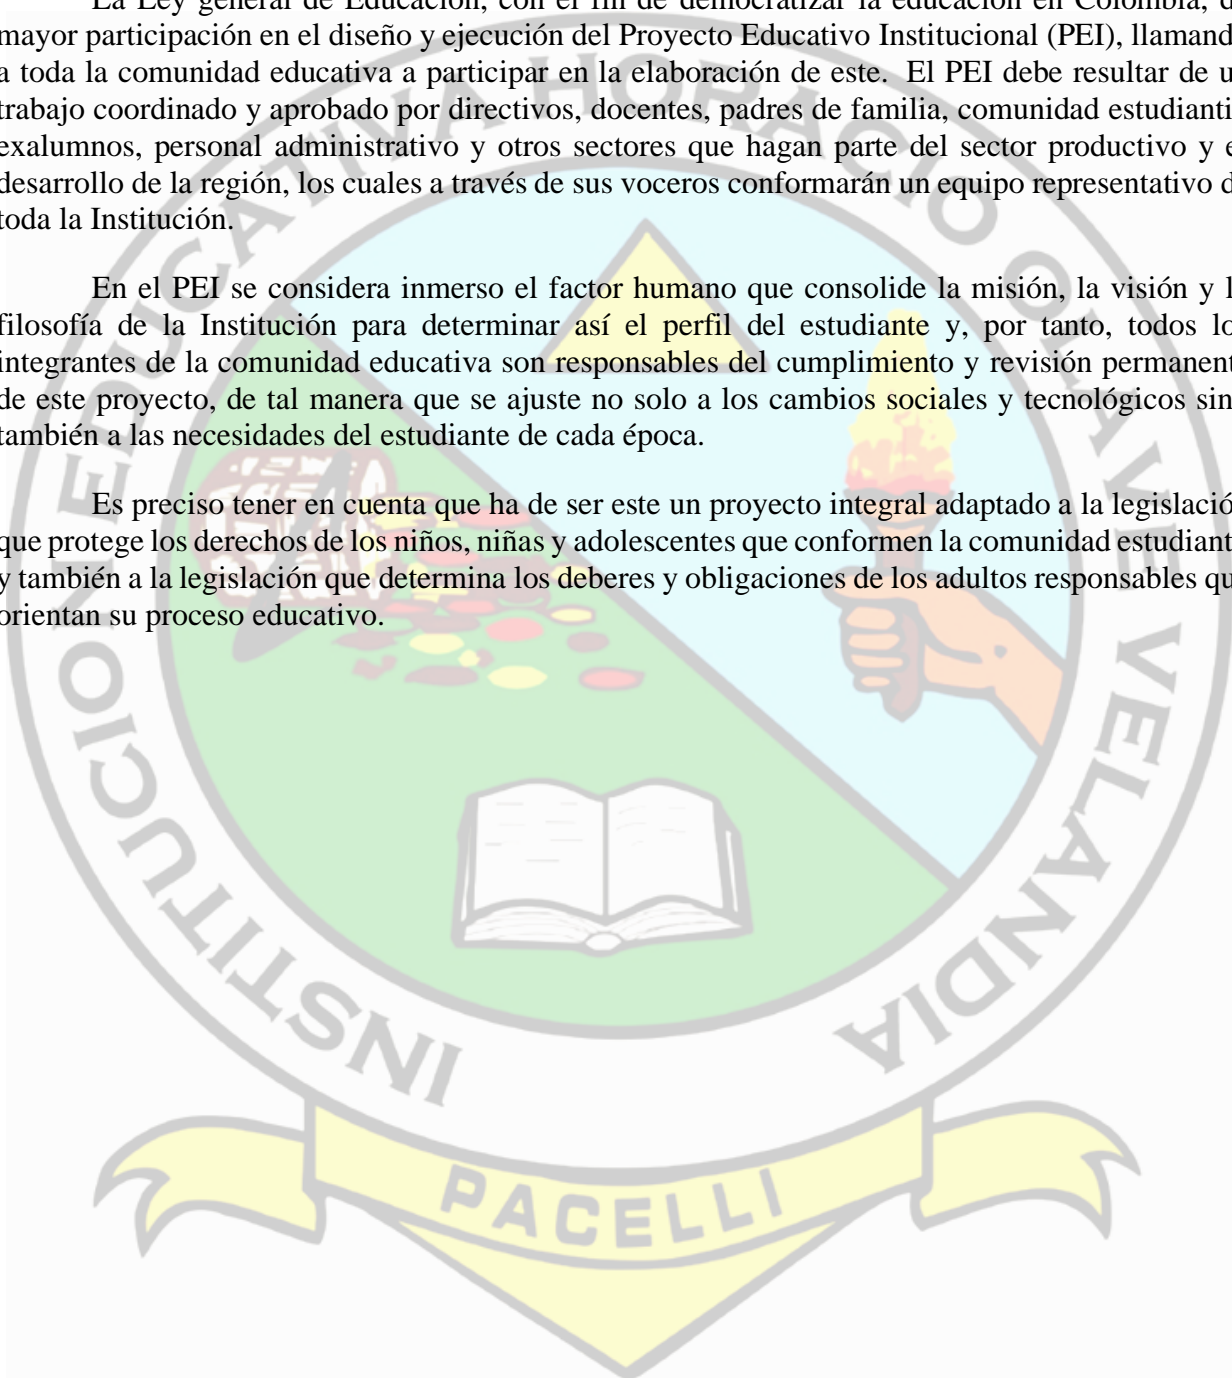 La Ley general de Educación, con el fin de democratizar la educación en Colombia, d
mayor participación en el diseño y ejecución del Proyecto Educativo Institucional (PEI), llamand
a toda la comunidad educativa a participar en la elaboración de este. El PEI debe resultar de u
trabajo coordinado y aprobado por directivos, docentes, padres de familia, comunidad estudianti
exalumnos, personal administrativo y otros sectores que hagan parte del sector productivo y e
desarrollo de la región, los cuales a través de sus voceros conformarán un equipo representativo d
toda la Institución.
En el PEI se considera inmerso el factor humano que consolide la misión, la visión y l
filosofía de la Institución para determinar así el perfil del estudiante y, por tanto, todos lo
integrantes de la comunidad educativa son responsables del cumplimiento y revisión permanent
de este proyecto, de tal manera que se ajuste no solo a los cambios sociales y tecnológicos sin
también a las necesidades del estudiante de cada época.
Es preciso tener en cuenta que ha de ser este un proyecto integral adaptado a la legislació
que protege los derechos de los niños, niñas y adolescentes que conformen la comunidad estudiant
y también a la legislación que determina los deberes y obligaciones de los adultos responsables qu
orientan su proceso educativo.
INSTITUCION EDUCATIVA HORACIO OLAVE VELANDIA
PACELLI